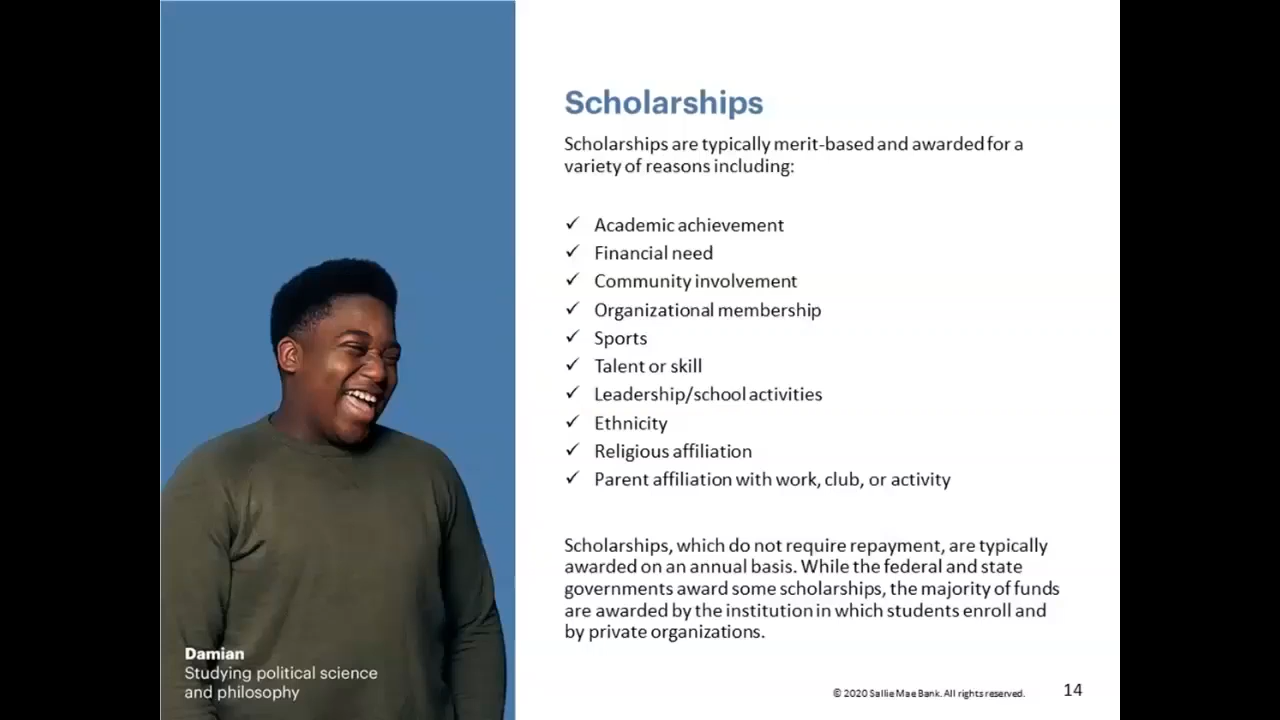 Scholarships
Scholarships are typically merit-based and awarded for a
variety of reasons including:
✓ Academic achievement
✓ Financial need
✓ Community involvement
✓ Organizational membership
✓ Sports
✓ Talent or skill
✓ Leadership/school activities
✓ Ethnicity
✓ Religious affiliation
✓ Parent affiliation with work, club, or activity
Scholarships, which do not require repayment, are typically
awarded on an annual basis. While the federal and state
governments award some scholarships, the majority of funds
are awarded by the institution in which students enroll and
by private organizations.
Damian
Studying political science
and philosophy
© 2020 Sallie Mae Bank. All rights reserved.
14